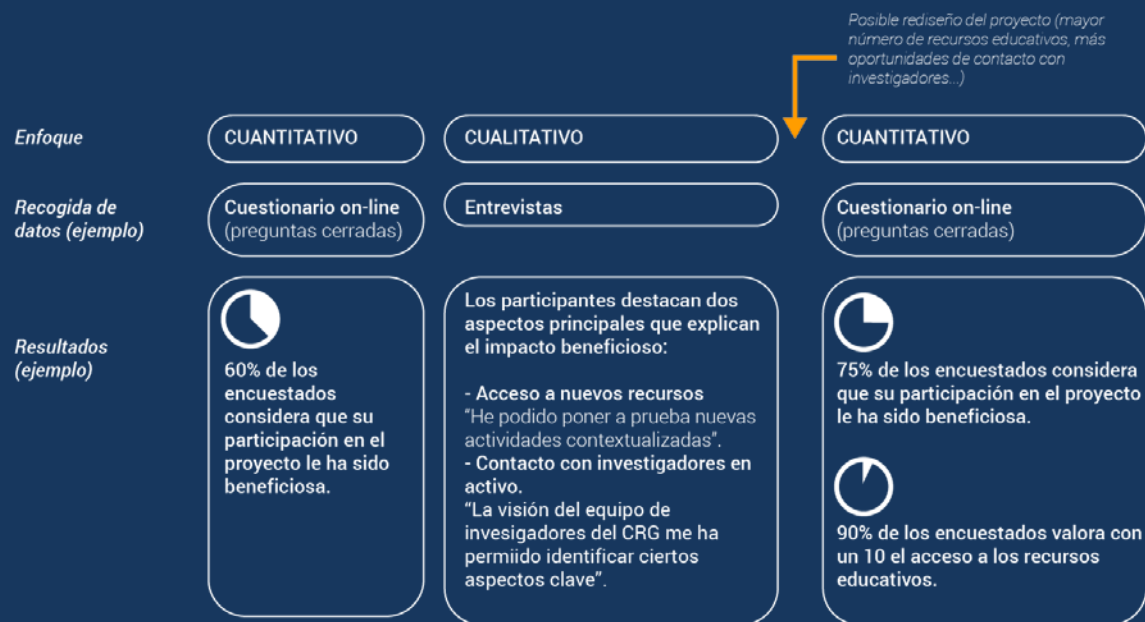 Posible rediseño del proyecto (mayor
número de recursos educativos, más
oportunidades de contacto con
investigadores...)
Enfoque
CUANTITATIVO
CUALITATIVO
CUANTITATIVO
Recogida de
datos (ejemplo)
Cuestionario on-line
(preguntas cerradas)
Entrevistas
Cuestionario on-line
(preguntas cerradas)
Resultados
(ejemplo)
60% de los
encuestados
considera que su
participación en el
proyecto le ha sido
beneficiosa.
Los participantes destacan dos
aspectos principales que explican
el impacto beneficioso:
- Acceso a nuevos recursos
“He podido poner a prueba nuevas
actividades contextualizadas”.
- Contacto con investigadores en
activo.
“La visión del equipo de
invesigadores del CRG me ha
permiido identificar ciertos
aspectos clave”.
75% de los encuestados considera
que su participación en el proyecto
le ha sido beneficiosa.
90% de los encuestados valora con
un 10 el acceso a los recursos
educativos.